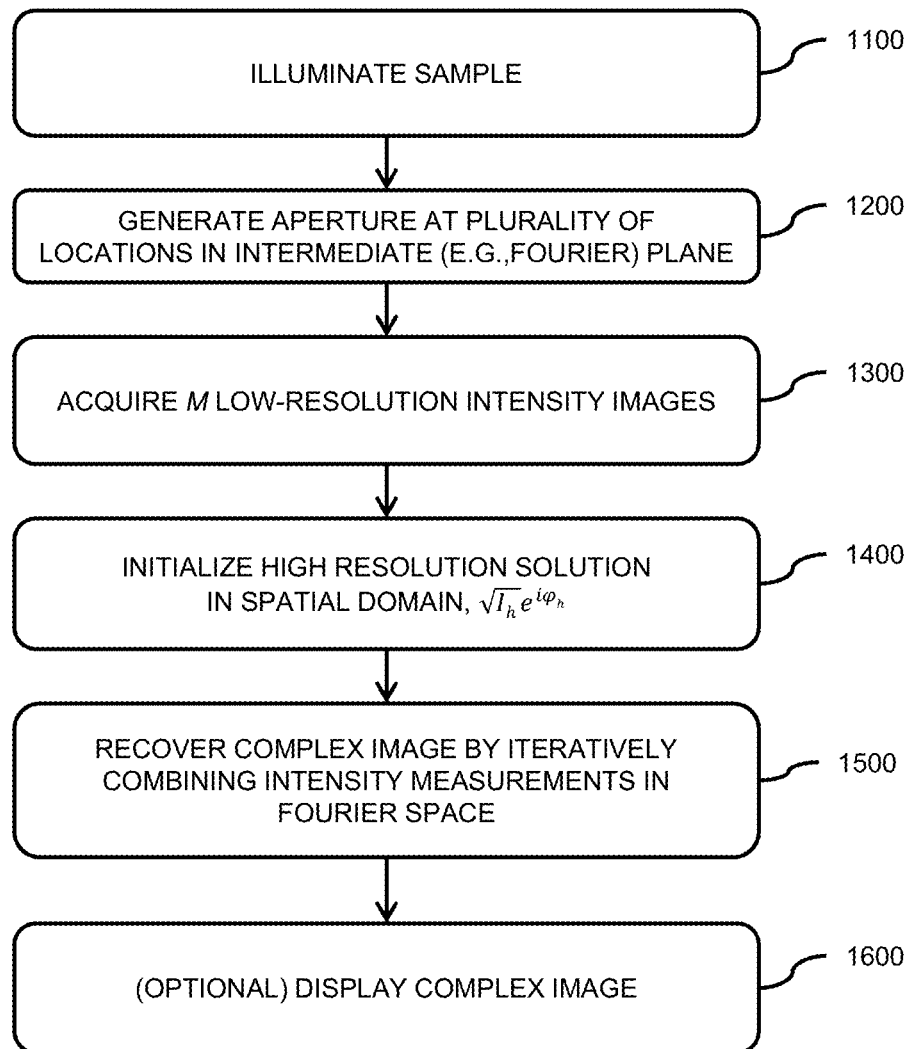 ILLUMINATE SAMPLE
1100
GENERATE APERTURE AT PLURALITY OF
LOCATIONS IN INTERMEDIATE (E.G.,FOURIER) PLANE
1200
ACQUIRE M LOW-RESOLUTION INTENSITY IMAGES
1300
INITIALIZE HIGH RESOLUTION SOLUTION
IN SPATIAL DOMAIN, √I_h e^{iφ_h}
1400
RECOVER COMPLEX IMAGE BY ITERATIVELY
COMBINING INTENSITY MEASUREMENTS IN
FOURIER SPACE
1500
(OPTIONAL) DISPLAY COMPLEX IMAGE
1600